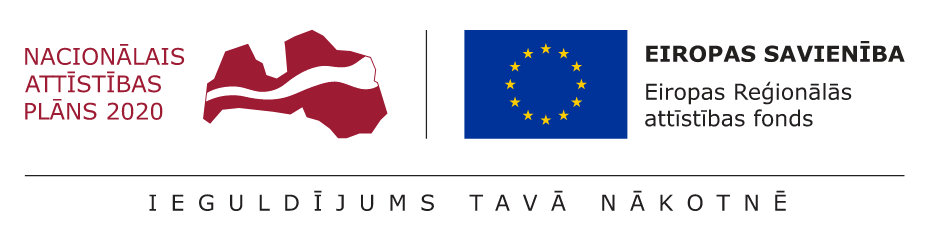 NACIONĀLAIS
ATTĪSTĪBAS
PLĀNS 2020
EIROPAS SAVIENĪBA
Eiropas Reģionālās
attīstības fonds
IEGULDĪJUMS TAVĀ NĀKOTNĒ